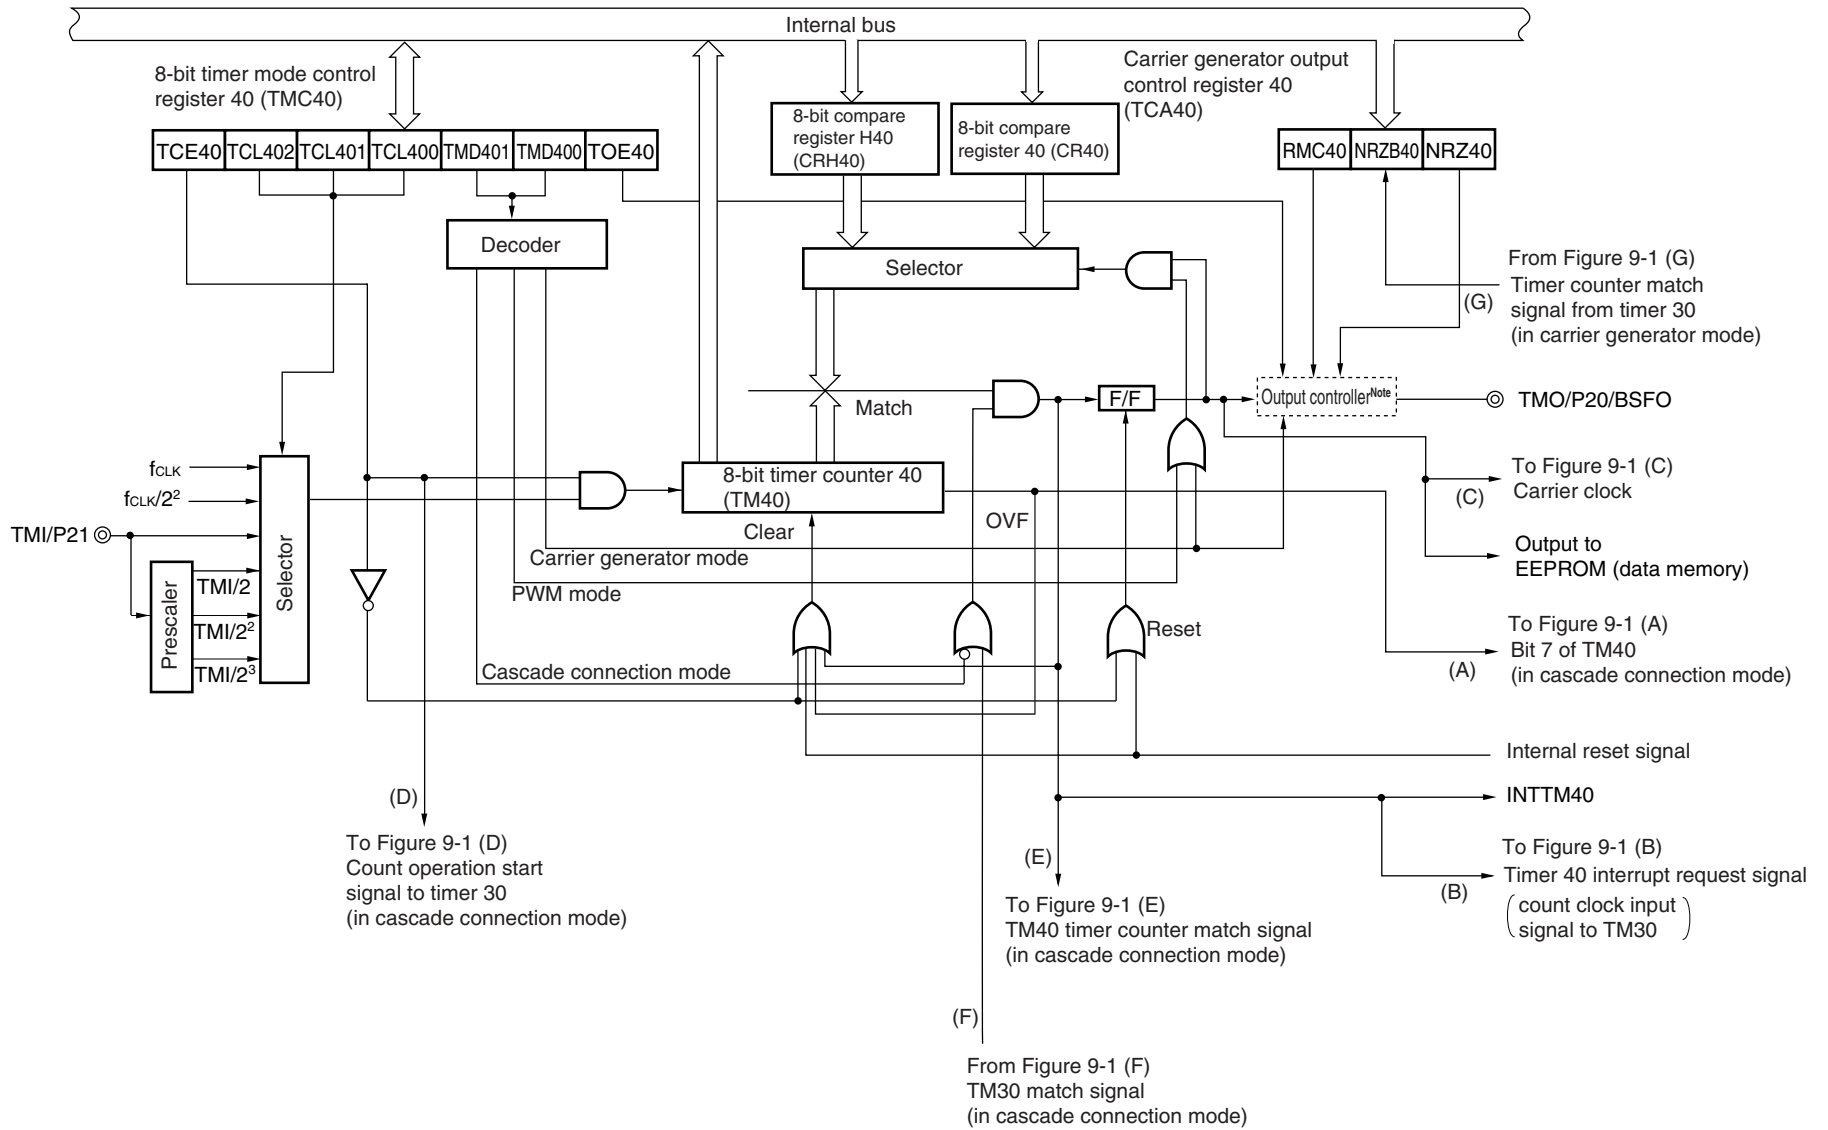 Internal bus
8-bit timer mode control
register 40 (TMC40)
Carrier generator output
control register 40
(TCA40)
8-bit compare
register H40
(CRH40)
8-bit compare
register 40 (CR40)
TCE40 TCL402 TCL401 TCL400 TMD401 TMD400 TOE40
RMC40 NRZB40 NRZ40
Decoder
Selector
From Figure 9-1 (G)
Timer counter match
signal from timer 30
(in carrier generator mode)
(G)
Match
F/F
Output controllerNote
TMO/P20/BSFO
fCLK
fCLK/2²
TMI/P21
Prescaler
TMI/2
TMI/2²
TMI/2³
Selector
8-bit timer counter 40
(TM40)
Clear
OVF
Carrier generator mode
PWM mode
Cascade connection mode
Reset
To Figure 9-1 (C)
Carrier clock
(C)
Output to
EEPROM (data memory)
To Figure 9-1 (A)
Bit 7 of TM40
(in cascade connection mode)
(A)
Internal reset signal
INTTM40
(D)
To Figure 9-1 (D)
Count operation start
signal to timer 30
(in cascade connection mode)
(E)
To Figure 9-1 (E)
TM40 timer counter match signal
(in cascade connection mode)
To Figure 9-1 (B)
Timer 40 interrupt request signal
(count clock input
signal to TM30)
(B)
(F)
From Figure 9-1 (F)
TM30 match signal
(in cascade connection mode)